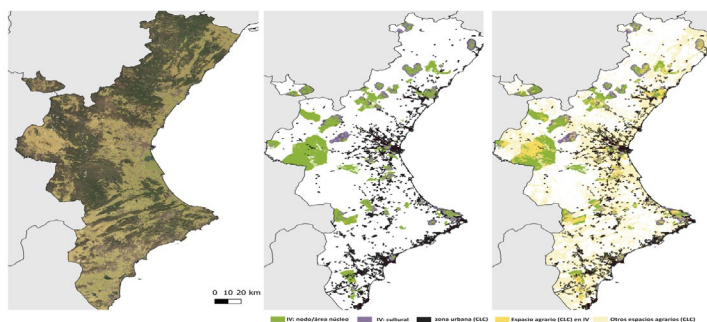 0 10 20 km
IV: nodo/área núcleo IV: cultural zona urbana (CLC) Espacio agrario (CLC) en IV Otros espacios agrarios (CLC)